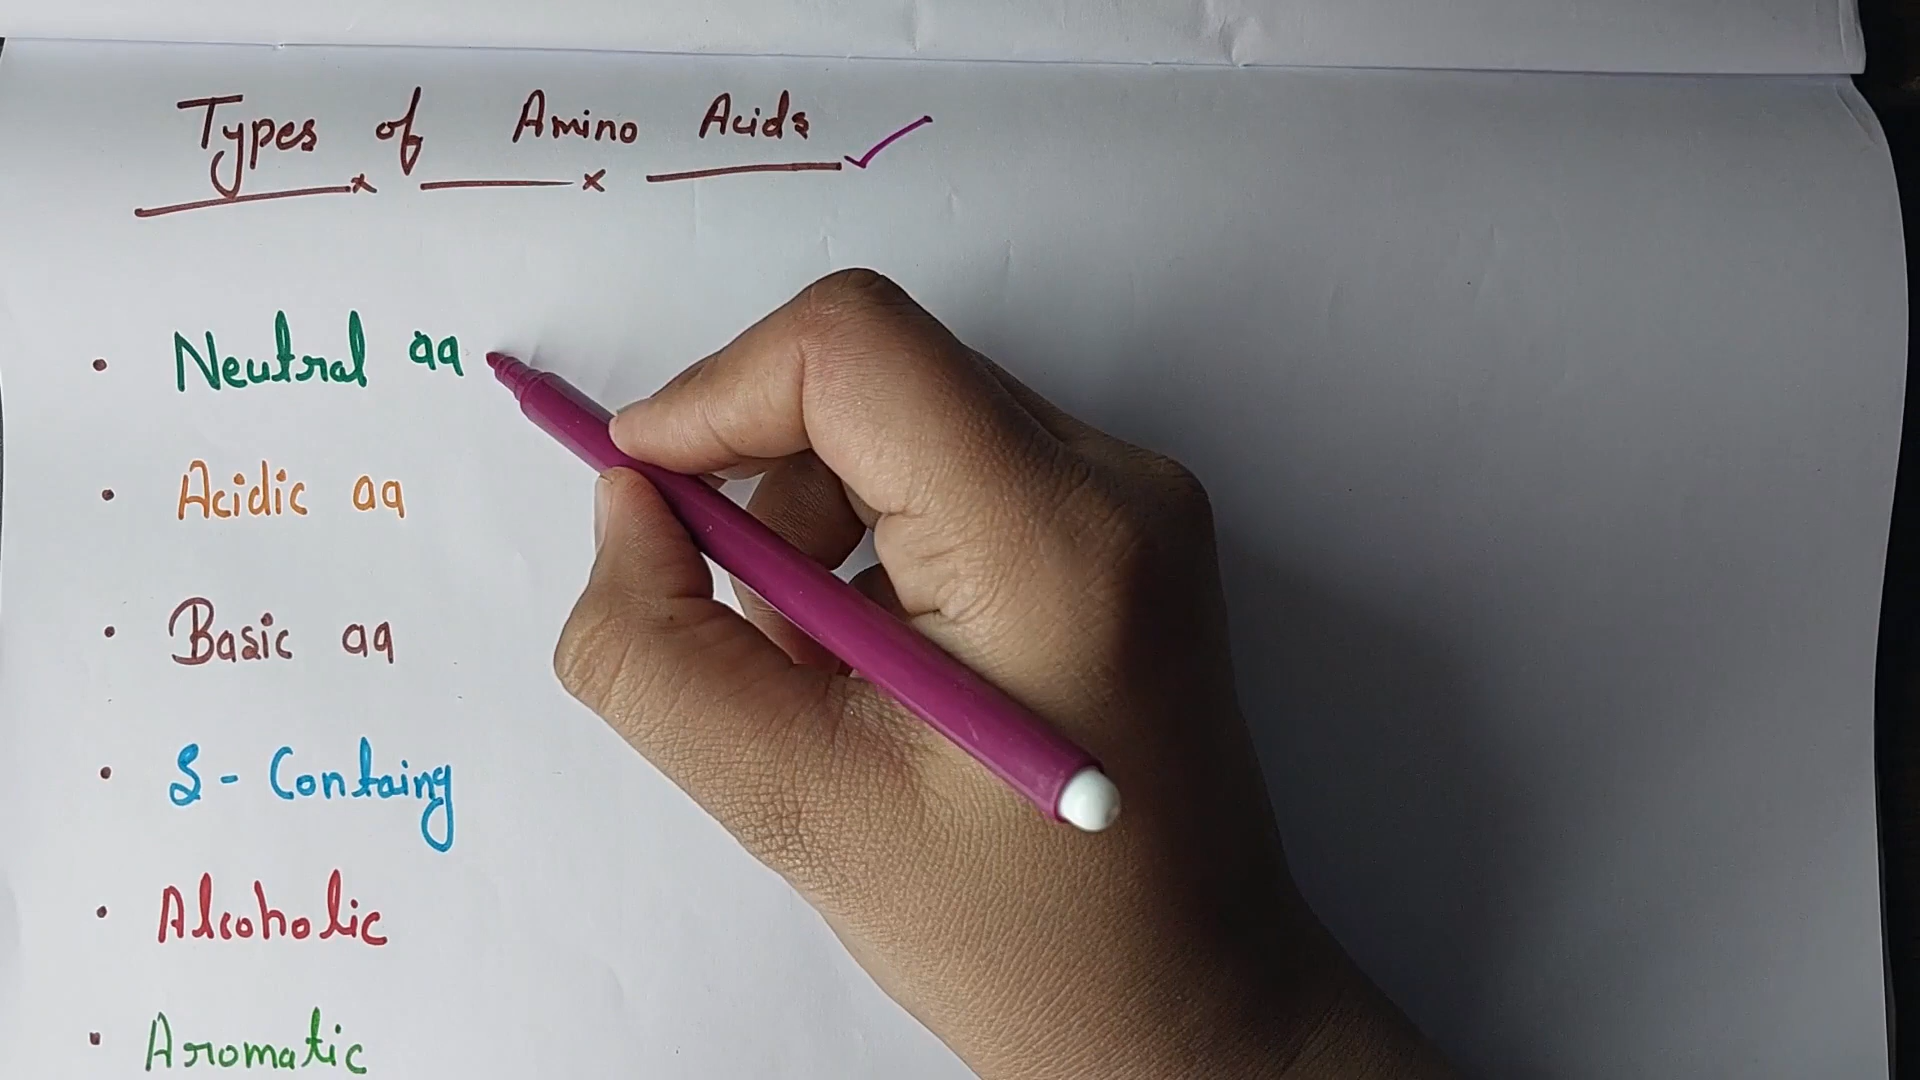 Types of Amino Acids
Neutral aa
Acidic aa
Basic aa
S - Containg
Alcoholic
Aromatic